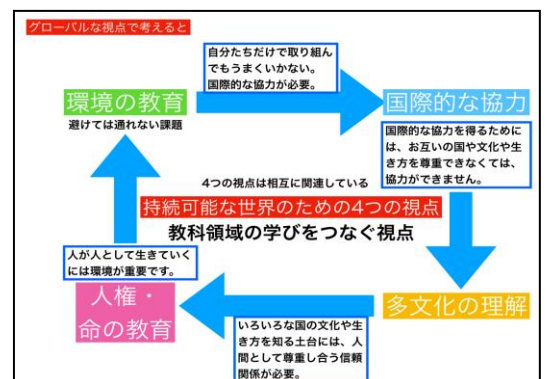 グローバルな視点で考えると
自分たちだけで取り組ん
でもうまくいかない。
国際的な協力が必要。
環境の教育
避けては通れない課題
国際的な協力
国際的な協力を得るために
は、お互いの国や文化や生
き方を尊重できなくては、
協力ができません。
4つの視点は相互に関連している
持続可能な世界のための4つの視点
教科領域の学びをつなぐ視点
人が人として生きていく
には環境が重要です。
人権・
命の教育
多文化の理解
いろいろな国の文化や生
き方を知る土台には、人
間として尊重し合う信頼
関係が必要。